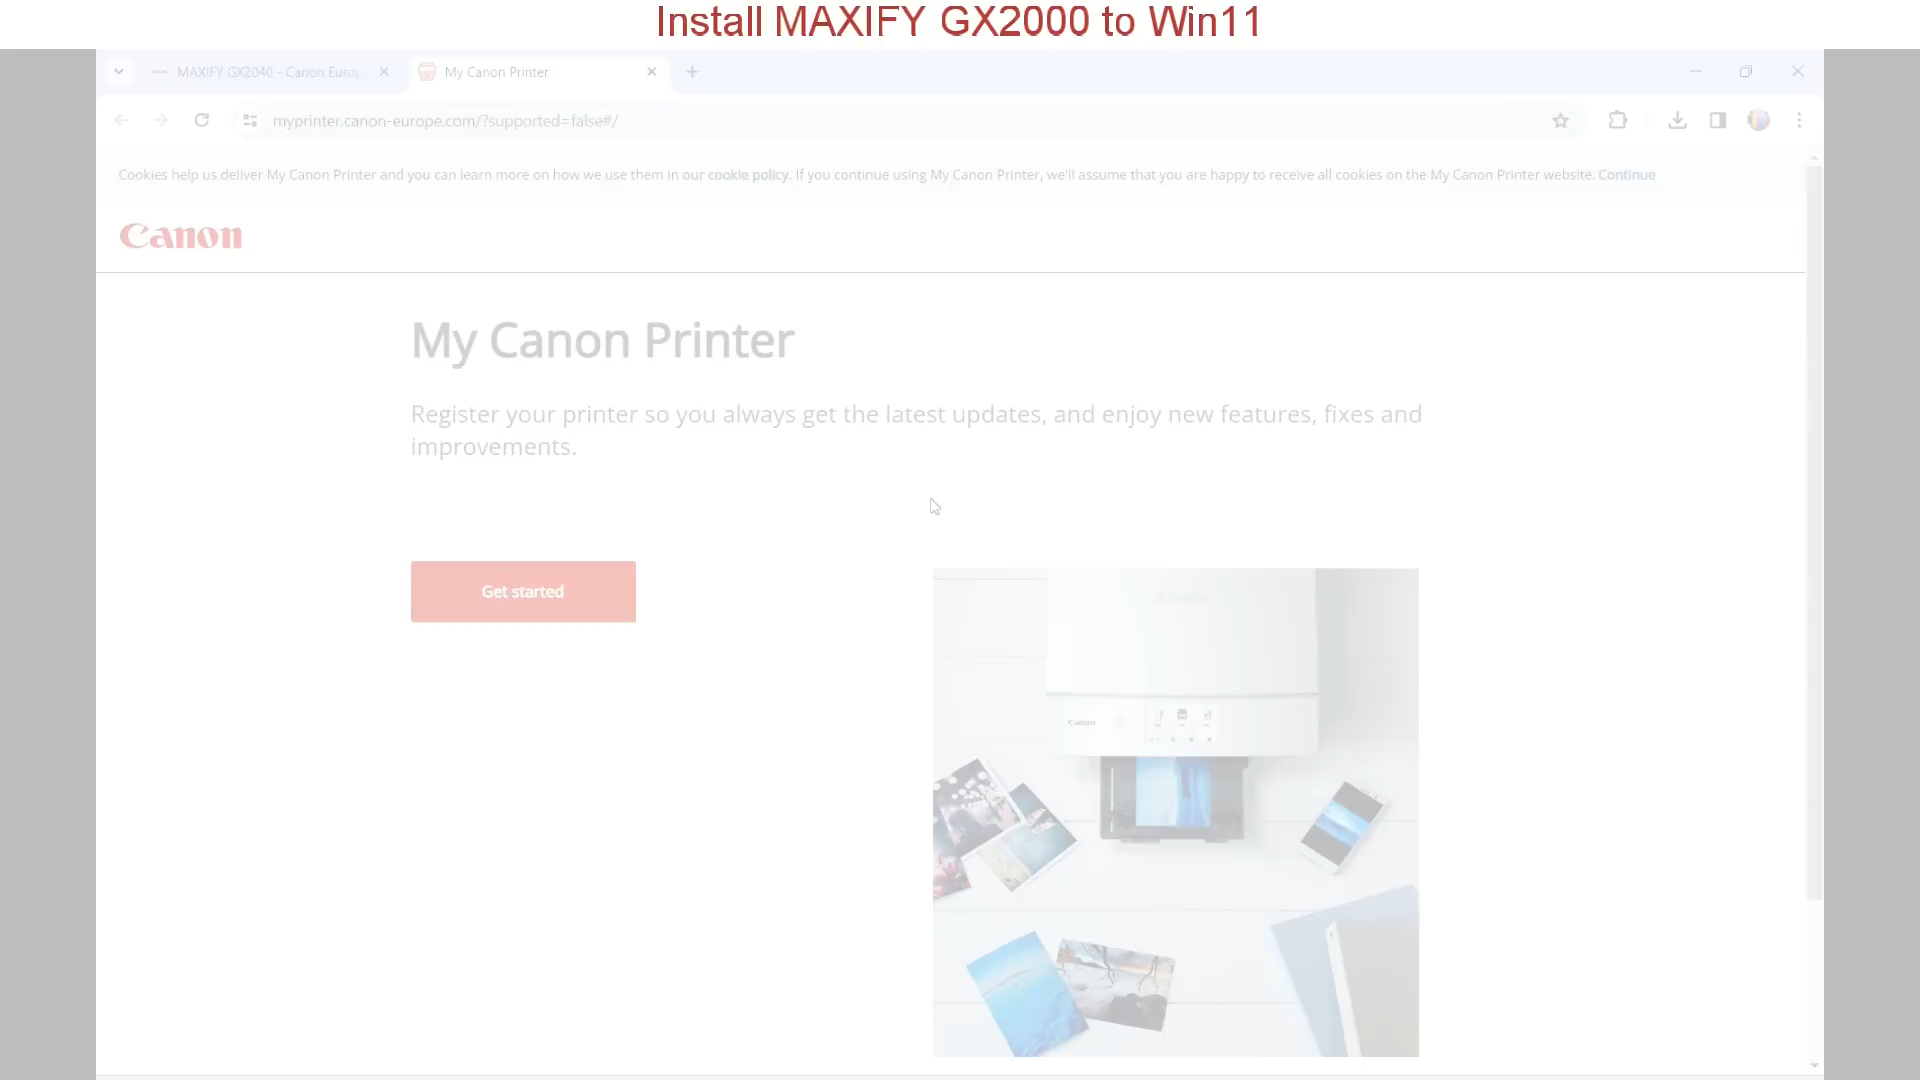 Install MAXIFY GX2000 to Win11
MAXIFY GX2040 - Canon Euro
My Canon Printer
myprinter.canon-europe.com/?supported=false#/
Cookies help us deliver My Canon Printer and you can learn more on how we use them in our cookie policy. If you continue using My Canon Printer, we'll assume that you are happy to receive all cookies on the My Canon Printer website. Continue
Canon
My Canon Printer
Register your printer so you always get the latest updates, and enjoy new features, fixes and
improvements.
Get started
Canon